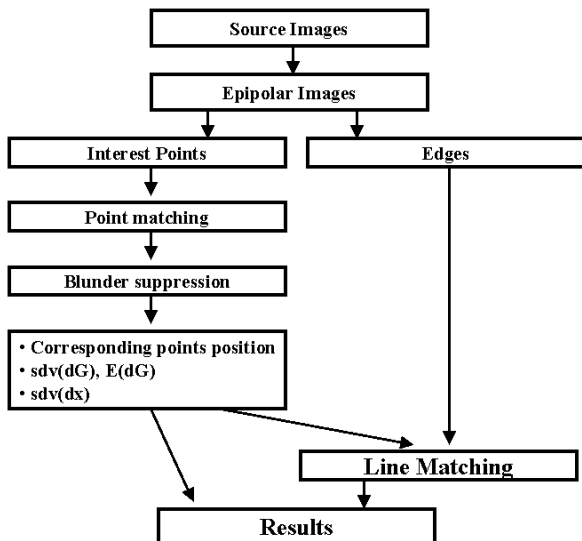 Source Images
Epipolar Images
Interest Points
Edges
Point matching
Blunder suppression
• Corresponding points position
• sdv(dG), E(dG)
• sdv(dx)
Line Matching
Results